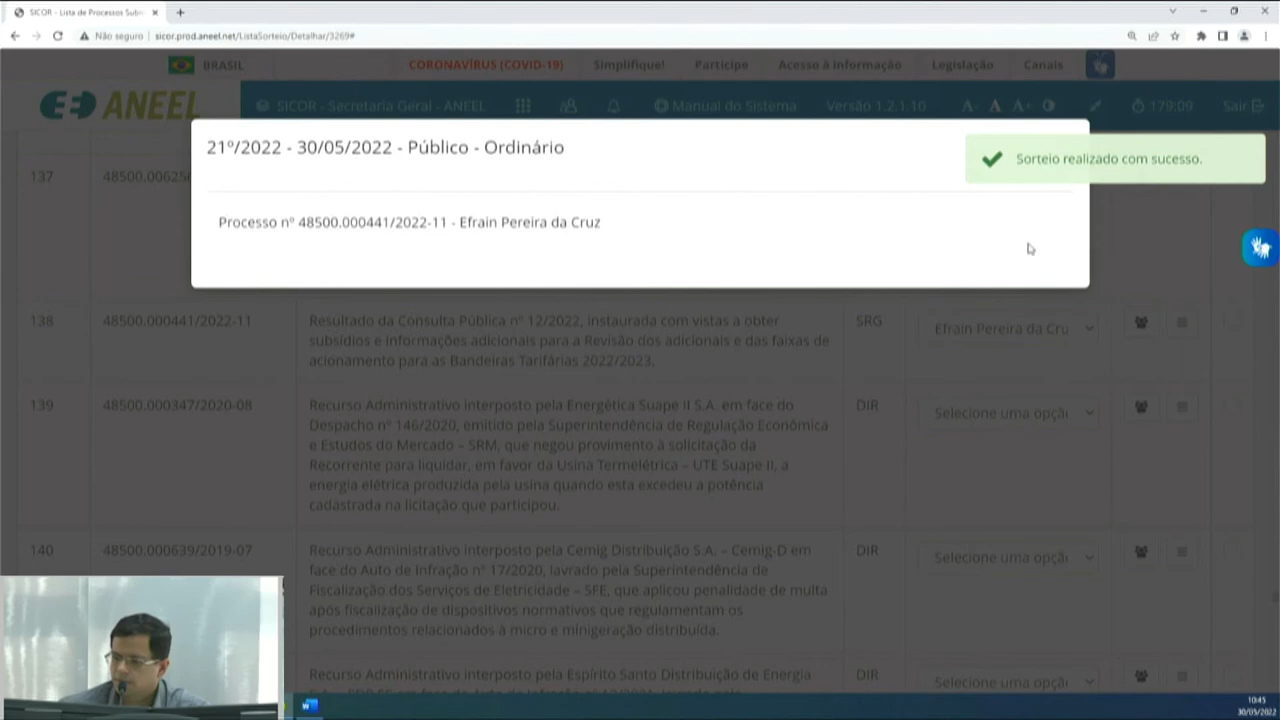 SICOR - Lista de Processos Sub
Não seguro | sicor.prod.aneel.net/ListaSorteio/Detalhar/3269#
BRASIL
CORONAVÍRUS (COVID-19)
Simplifique!
Participe
Acesso à informação
Legislação
Canais
ANEEL
SICOR - Secretaria Geral - ANEEL
Manual do Sistema
Versão 1.2.1.10
A-
A
A+
179:09
Sair
21º/2022 - 30/05/2022 - Público - Ordinário
Sorteio realizado com sucesso.
Processo nº 48500.000441/2022-11 - Efrain Pereira da Cruz
137
48500.00625
138
48500.000441/2022-11
Resultado da Consulta Pública nº 12/2022, instaurada com vistas a obter
subsídios e informações adicionais para a Revisão dos adicionais e das faixas de
acionamento para as Bandeiras Tarifárias 2022/2023.
SRG
Efrain Pereira da Cru
139
48500.000347/2020-08
Recurso Administrativo interposto pela Energética Suape II S.A. em face do
Despacho nº 146/2020, emitido pela Superintendência de Regulação Econômica
e Estudos do Mercado – SRM, que negou provimento à solicitação da
Recorrente para liquidar, em favor da Usina Termelétrica – UTE Suape II, a
energia elétrica produzida pela usina quando esta excedeu a potência
cadastrada na licitação que participou.
DIR
Selecione uma opçã
140
48500.000639/2019-07
Recurso Administrativo interposto pela Cemig Distribuição S.A. – Cemig-D em
face do Auto de Infração nº 17/2020, lavrado pela Superintendência de
Fiscalização dos Serviços de Eletricidade – SFE, que aplicou penalidade de multa
após fiscalização de dispositivos normativos que regulamentam os
procedimentos relacionados à micro e minigeração distribuída.
DIR
Selecione uma opçã
Recurso Administrativo interposto pela Espírito Santo Distribuição de Energia
DIR
Selecione uma opçã
10:45
30/05/2022